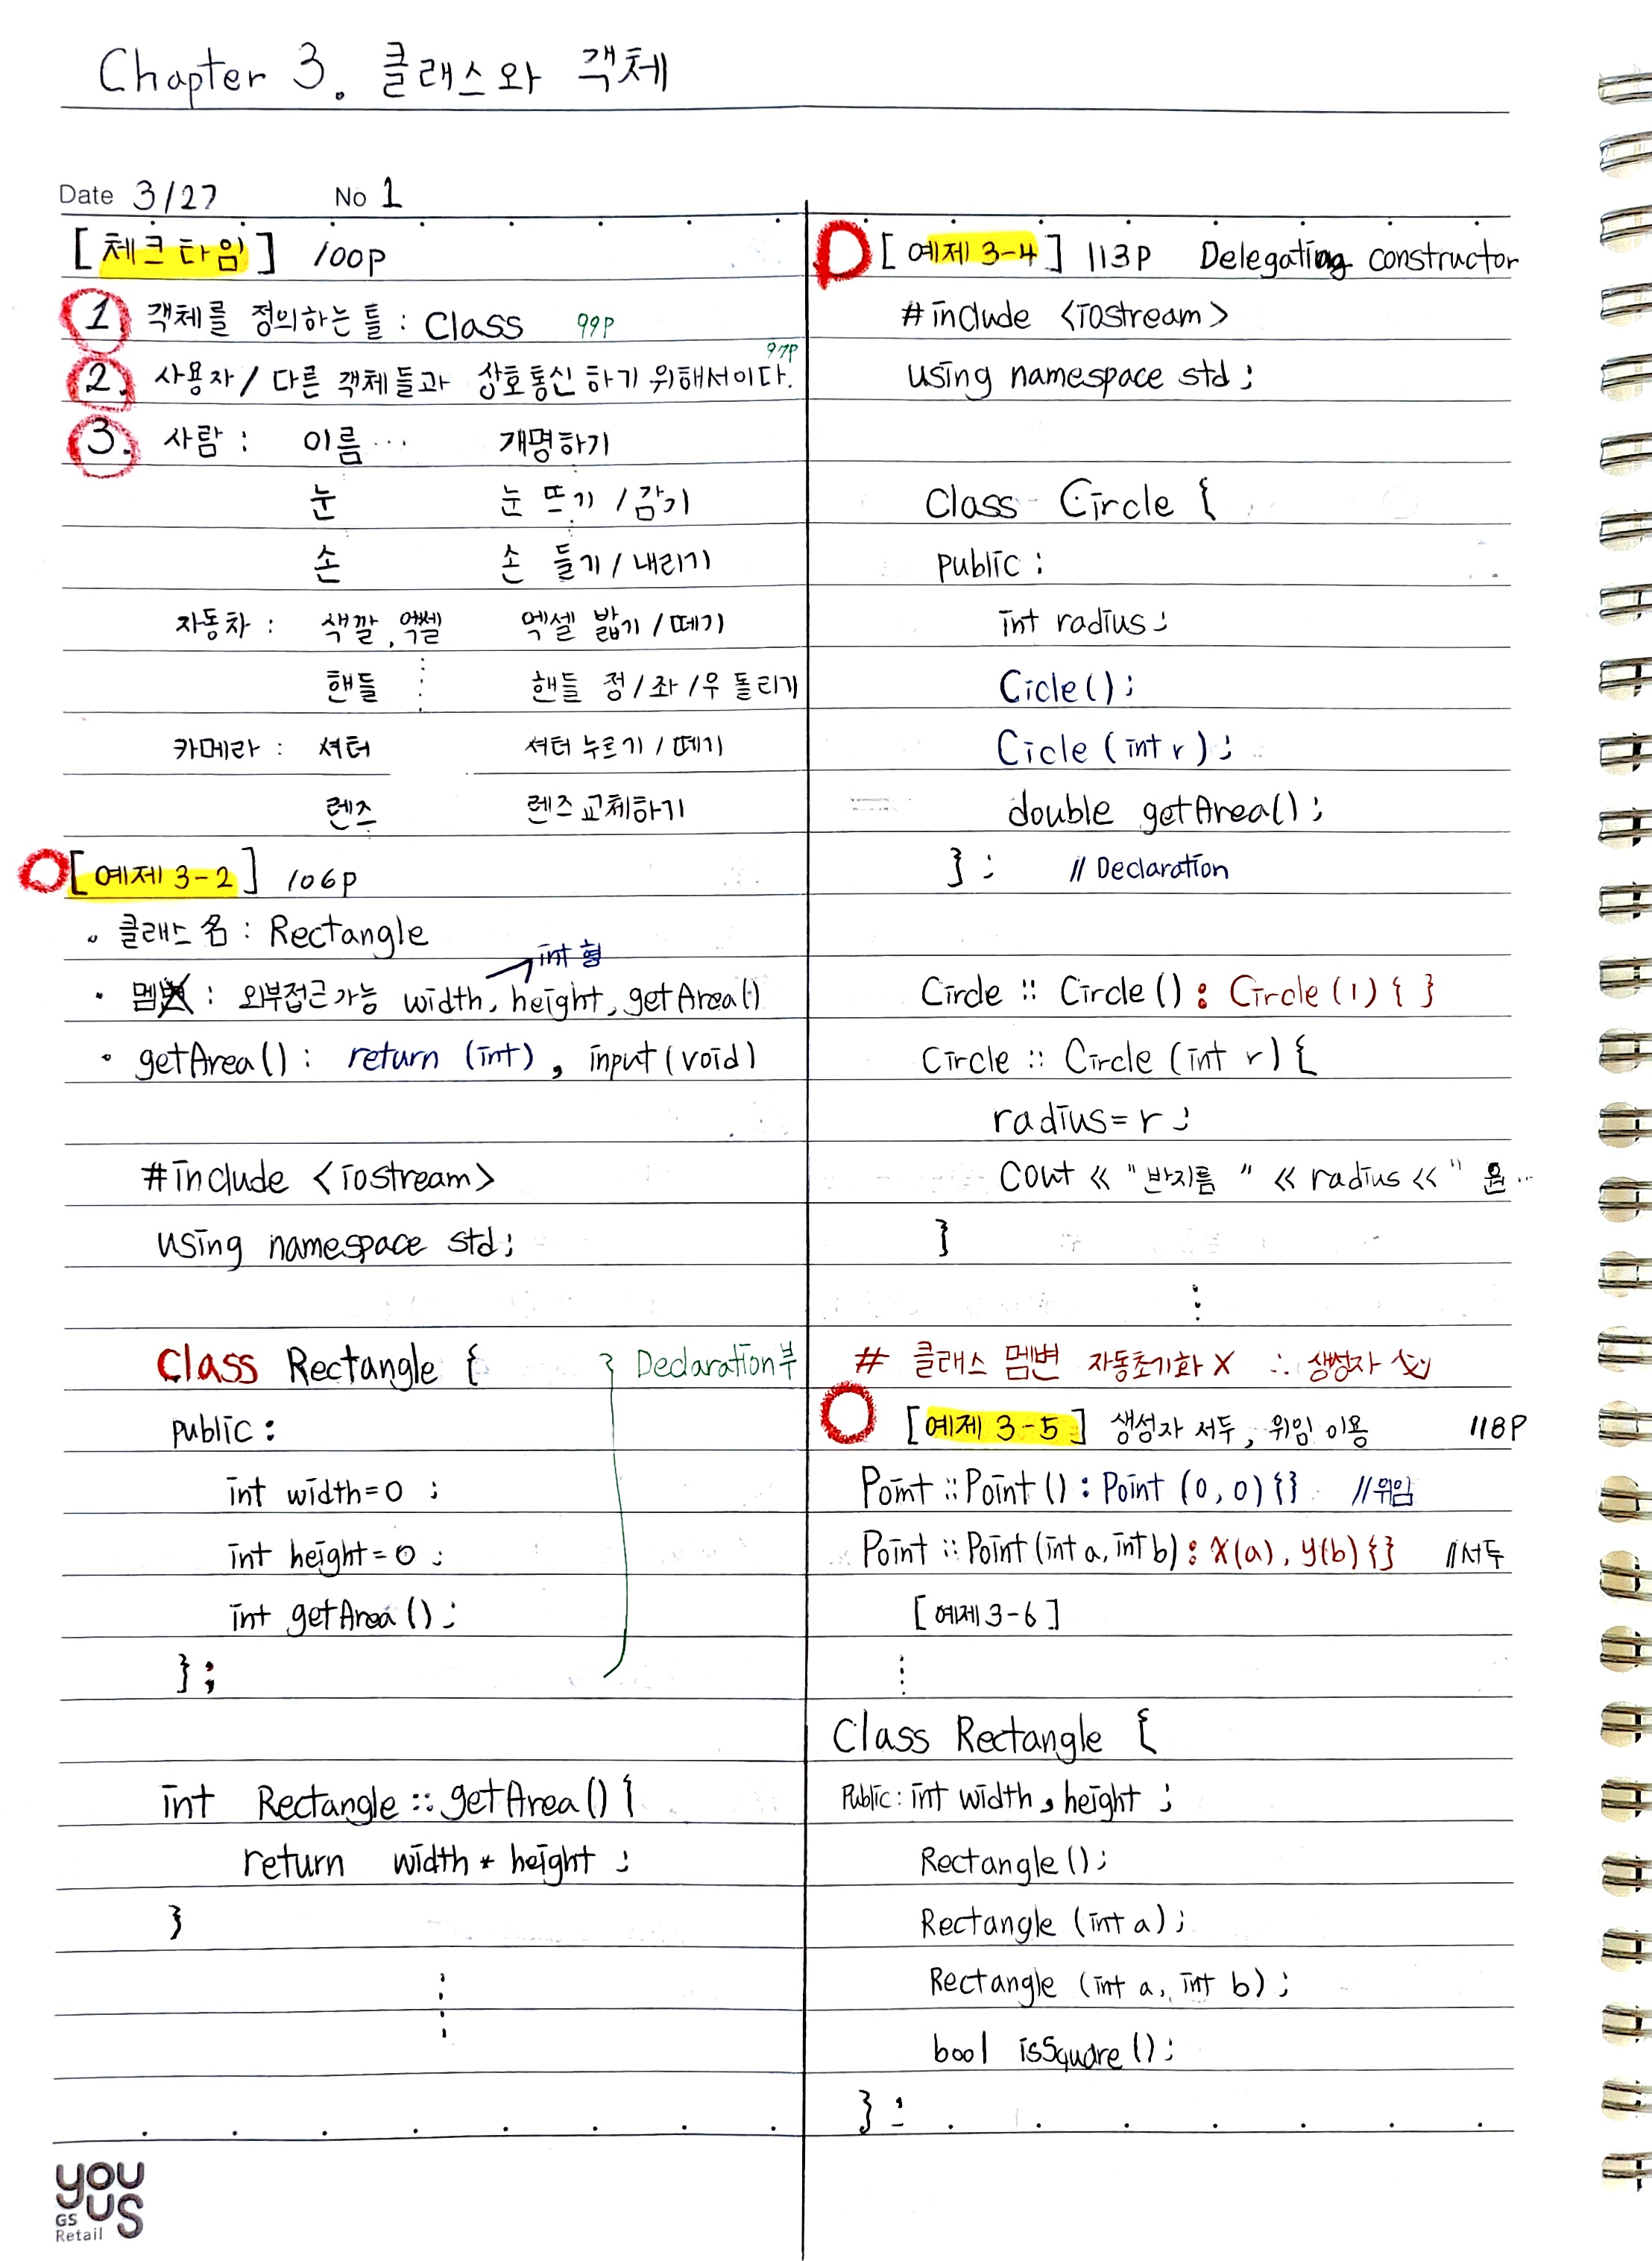 Chapter 3. 클래스와 객체
Date 3/27 No 1
[체크 타임] 100p
1. 객체를 정의하는 틀 : Class 99p
97p
2. 사용자 / 다른 객체들과 상호통신 하기 위해서이다.
3. 사람 : 이름 ... 개명하기
눈 눈 뜨기 / 감기
손 손 들기 / 내리기
자동차 : 색깔, 엑셀 엑셀 밟기 / 떼기
핸들 핸들 정 / 좌 / 우 돌리기
카메라 : 셔터 셔터 누르기 / 떼기
렌즈 렌즈 교체하기
[예제 3-2] 106p
• 클래스 名 : Rectangle
int 형
• 멤 : 외부접근 가능 width, height, getArea()
• getArea() : return (int), input (void)
#include <iostream>
using namespace std;
Class Rectangle { Declaration부
public :
int width=0 ;
int height=0 ;
int getArea();
};
int Rectangle :: getArea() {
return width * height ;
}
[예제 3-4] 113P Delegating constructor
#include <iostream>
using namespace std ;
Class Circle {
public :
int radius ;
Cicle();
Cicle (int r);
double getArea();
} ; // Declaration
Circle :: Circle() : Circle (1) { }
Circle :: Circle (int r) {
radius = r ;
Cout << "반지름 " << radius << " 원 ...
}
# 클래스 멤변 자동초기화 X ∴ 생성자
[예제 3-5] 생성자 서두, 위임 이용 118P
Point :: Point () : Point (0, 0) {} //위임
Point :: Point (int a, int b) : x(a), y(b) {} //서두
[예제 3-6]
Class Rectangle {
Public : int width, height ;
Rectangle();
Rectangle (int a);
Rectangle (int a, int b);
bool isSquare();
} ;
you us
GS
Retail